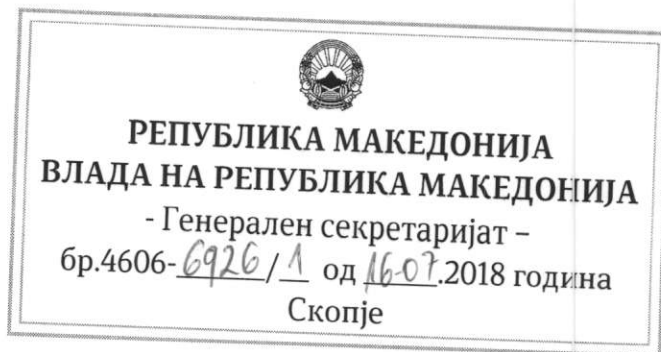 РЕПУБЛИКА МАКЕДОНИЈА
ВЛАДА НА РЕПУБЛИКА МАКЕДОНИЈА
- Генерален секретаријат –
бр.4606-6926/1 од 16-07.2018 година
Скопје